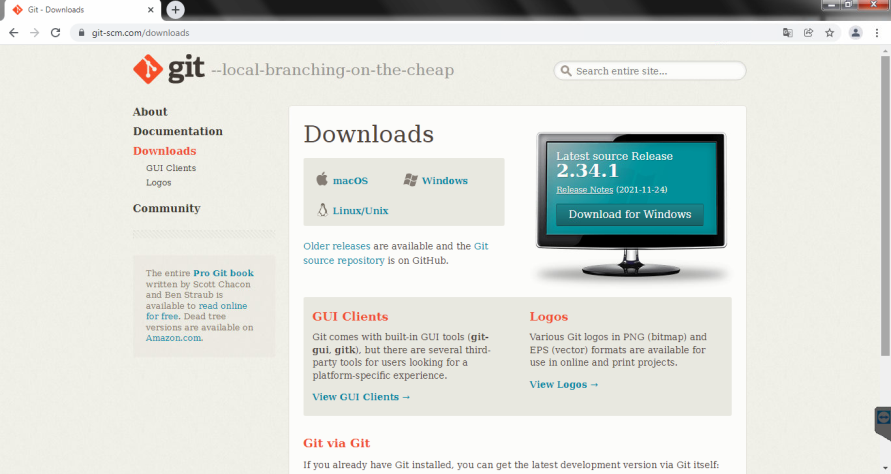 Git - Downloads
git-scm.com/downloads
git --local-branching-on-the-cheap
Search entire site...
About
Documentation
Downloads
GUI Clients
Logos
Community
The entire Pro Git book
written by Scott Chacon
and Ben Straub is
available to read online
for free. Dead tree
versions are available on
Amazon.com.
Downloads
macOS
Windows
Linux/Unix
Older releases are available and the Git
source repository is on GitHub.
Latest source Release
2.34.1
Release Notes (2021-11-24)
Download for Windows
GUI Clients
Git comes with built-in GUI tools (git-
gui, gitk), but there are several third-
party tools for users looking for a
platform-specific experience.
View GUI Clients →
Logos
Various Git logos in PNG (bitmap) and
EPS (vector) formats are available for
use in online and print projects.
View Logos →
Git via Git
If you already have Git installed, you can get the latest development version via Git itself: